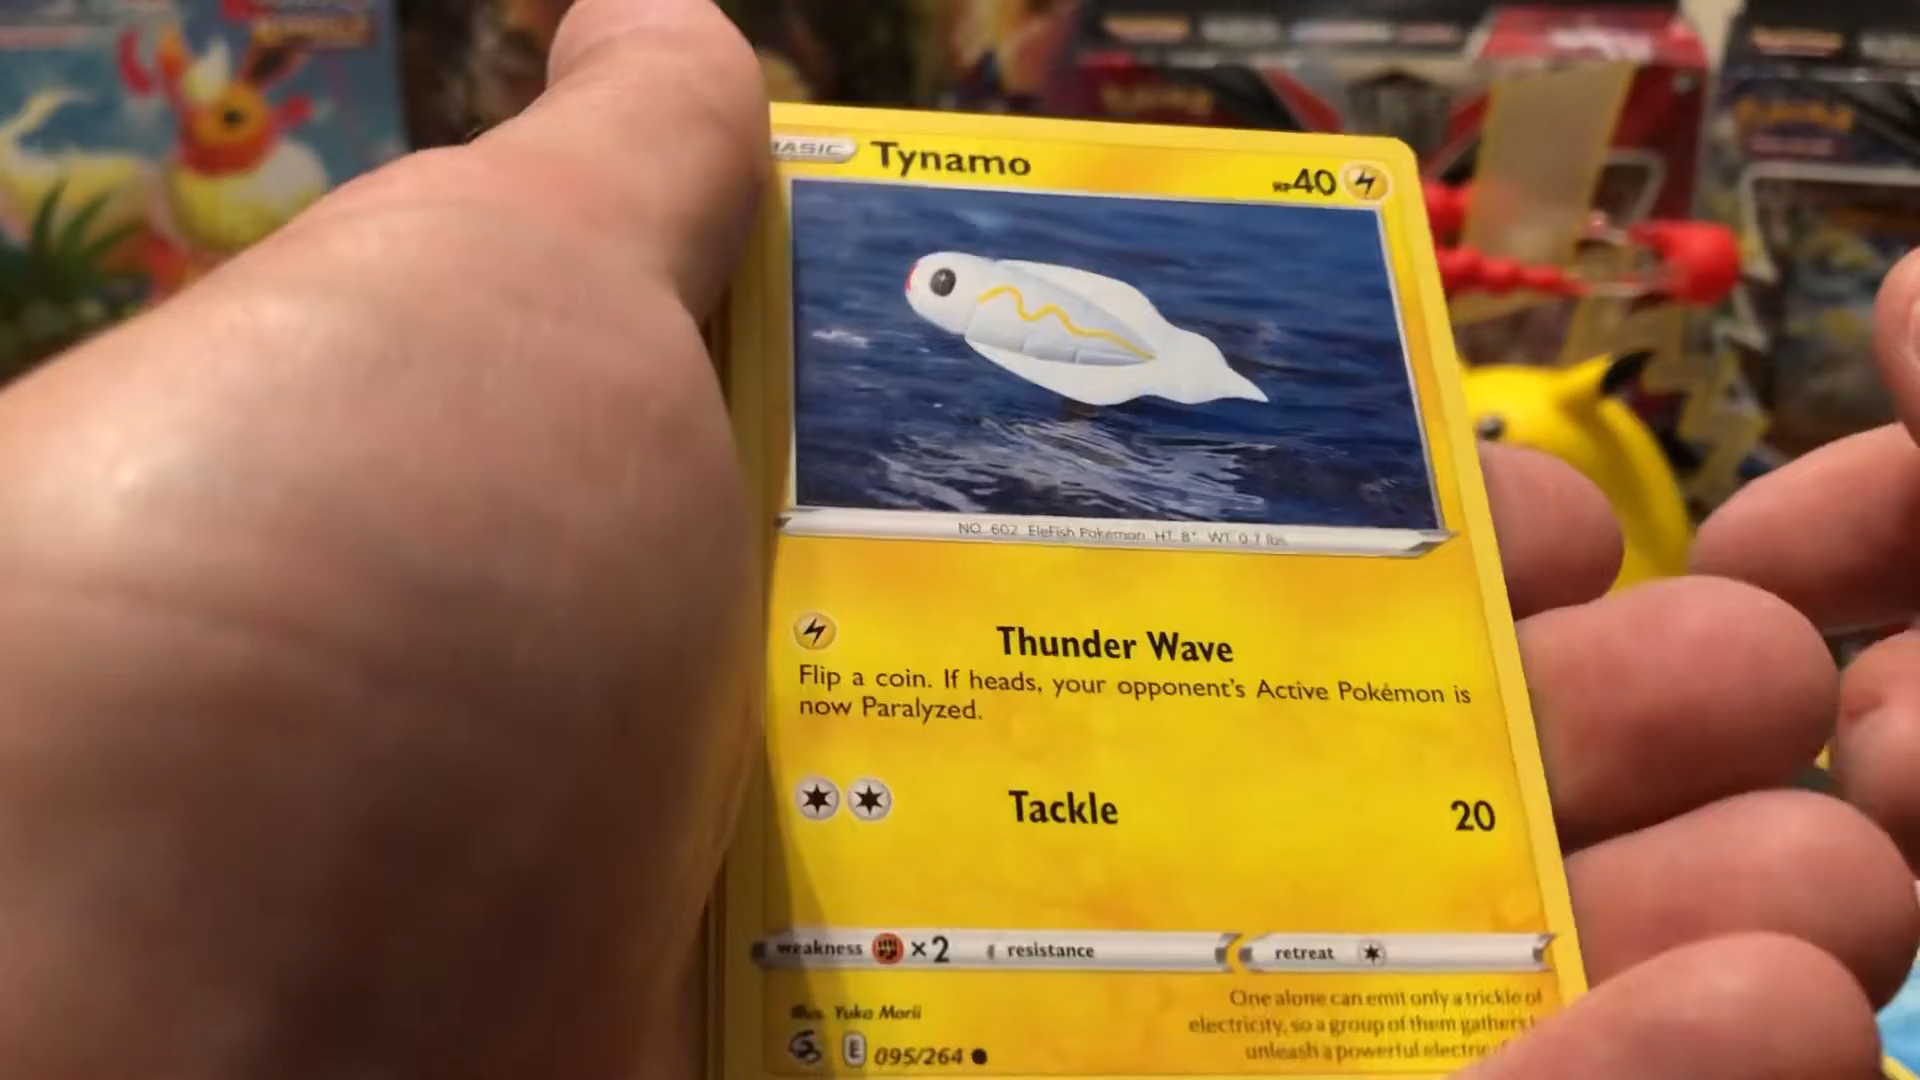 BASIC Tynamo HP 40
NO. 602 EleFish Pokémon HT. 8" WT. 0.7 lbs.
Thunder Wave
Flip a coin. If heads, your opponent's Active Pokémon is
now Paralyzed.
Tackle 20
weakness ×2 resistance retreat
Illus. Yuka Morii
One alone can emit only a trickle of
electricity, so a group of them gathers
unleash a powerful electric
E 095/264